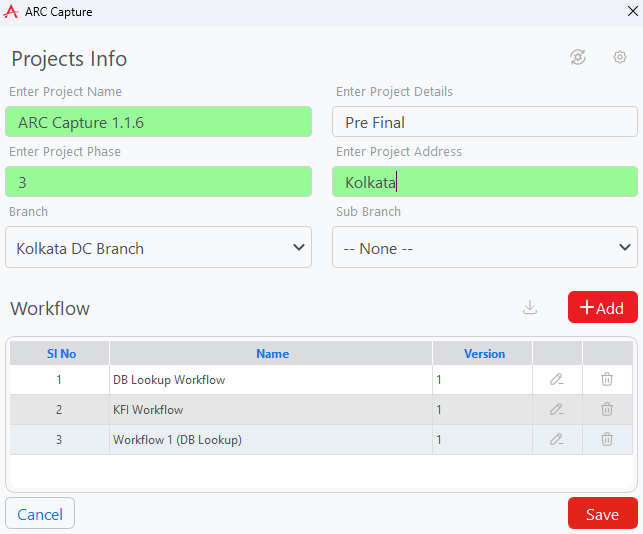 ARC Capture
Projects Info
Enter Project Name
Enter Project Details
ARC Capture 1.1.6
Pre Final
Enter Project Phase
Enter Project Address
3
Kolkata
Branch
Sub Branch
Kolkata DC Branch
-- None --
Workflow
+Add
Sl No Name Version
1 DB Lookup Workflow 1
2 KFI Workflow 1
3 Workflow 1 (DB Lookup) 1
Cancel
Save